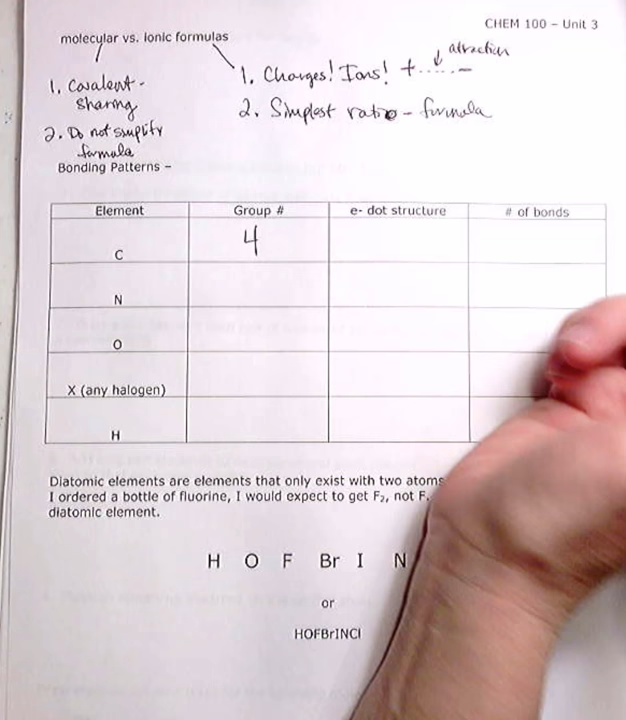 CHEM 100 – Unit 3
molecular vs. ionic formulas
attraction
1. Covalent -
sharing
2. Do not simplify
formula
1. Charges! Ions! + ...... –
2. Simplest ratio – formula
Bonding Patterns –
Element Group # e- dot structure # of bonds
C 4
N
O
X (any halogen)
H
Diatomic elements are elements that only exist with two atoms
I ordered a bottle of fluorine, I would expect to get F₂, not F.
diatomic element.
H O F Br I N
or
HOFBrINCl